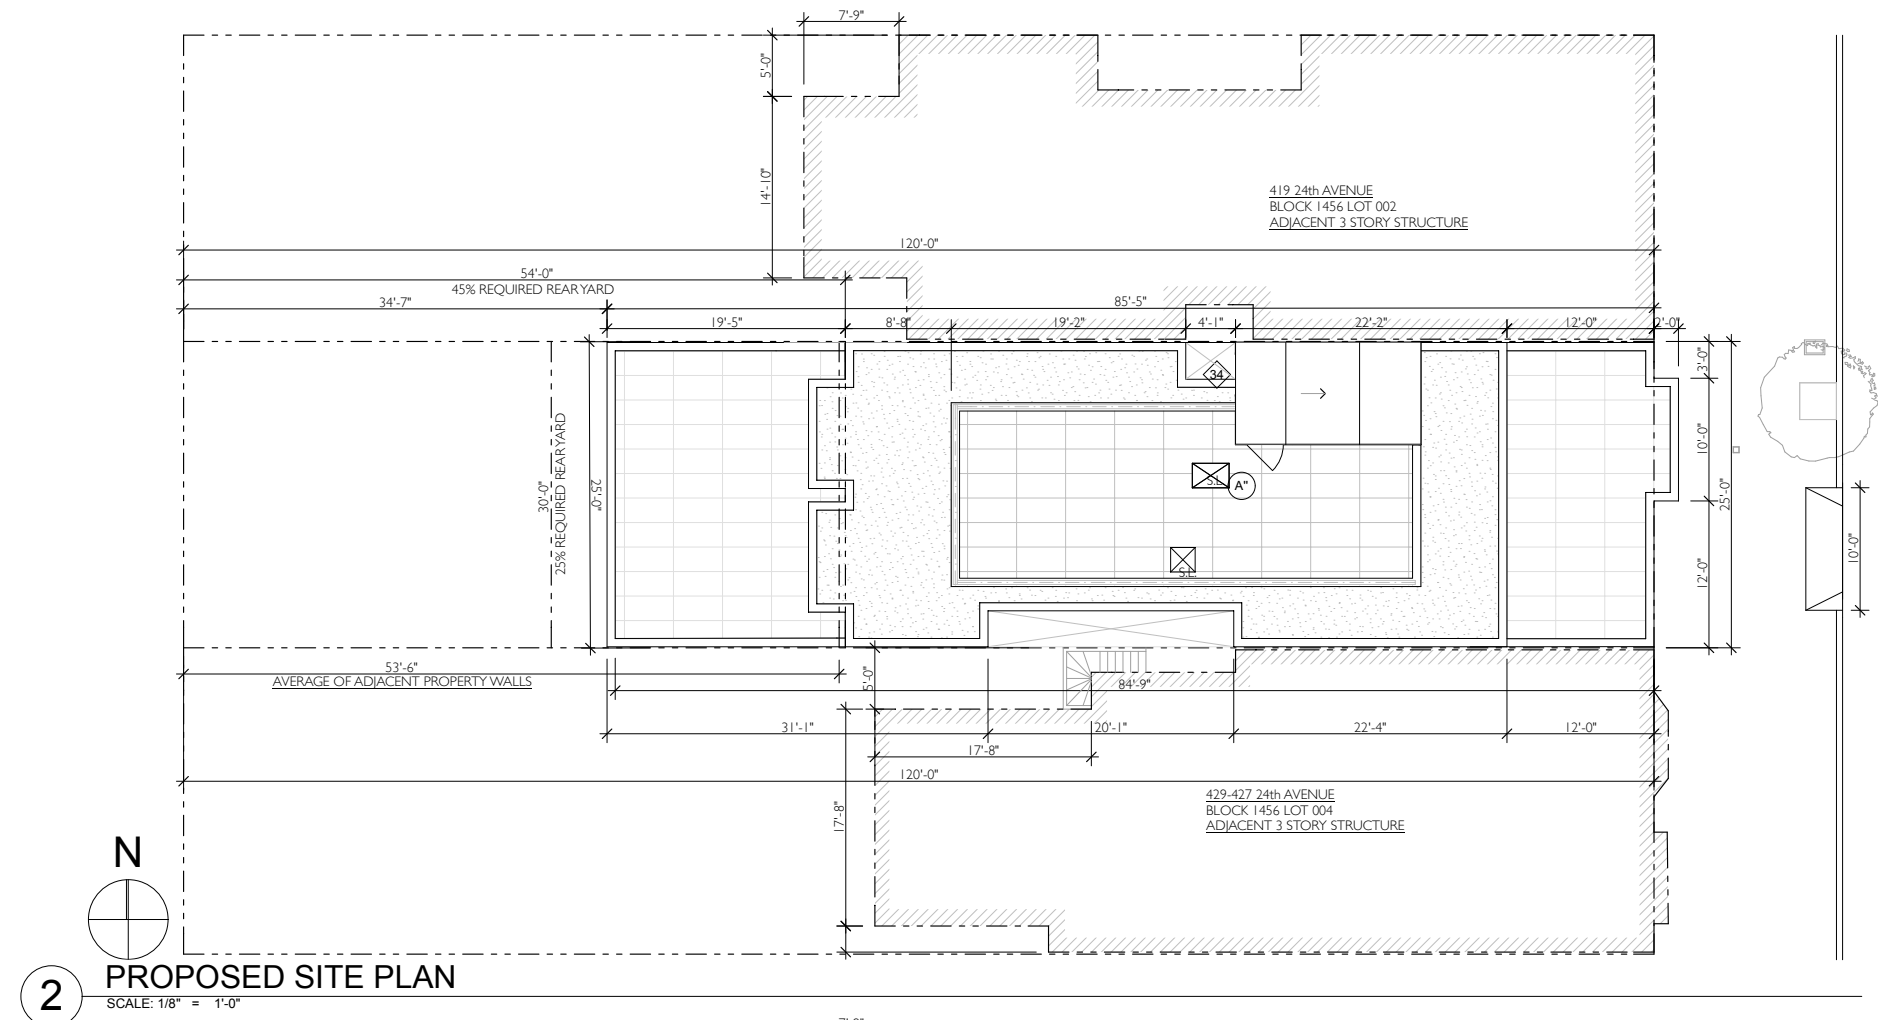 7'-9"
5'-0"
14'-10"
419 24th AVENUE
BLOCK 1456 LOT 002
ADJACENT 3 STORY STRUCTURE
120'-0"
54'-0"
45% REQUIRED REAR YARD
34'-7"
85'-5"
19'-5"
8'-8"
19'-2"
4'-1"
22'-2"
12'-0"
2'-0"
3'-0"
34
10'-0"
25'-0"
12'-0"
30'-0"
25% REQUIRED REAR YARD
25'-0"
S.L.
A"
S.L.
10'-0"
53'-6"
AVERAGE OF ADJACENT PROPERTY WALLS
5'-0"
84'-9"
31'-1"
20'-1"
22'-4"
12'-0"
17'-8"
120'-0"
17'-8"
429-427 24th AVENUE
BLOCK 1456 LOT 004
ADJACENT 3 STORY STRUCTURE
N
2
PROPOSED SITE PLAN
SCALE: 1/8" = 1'-0"